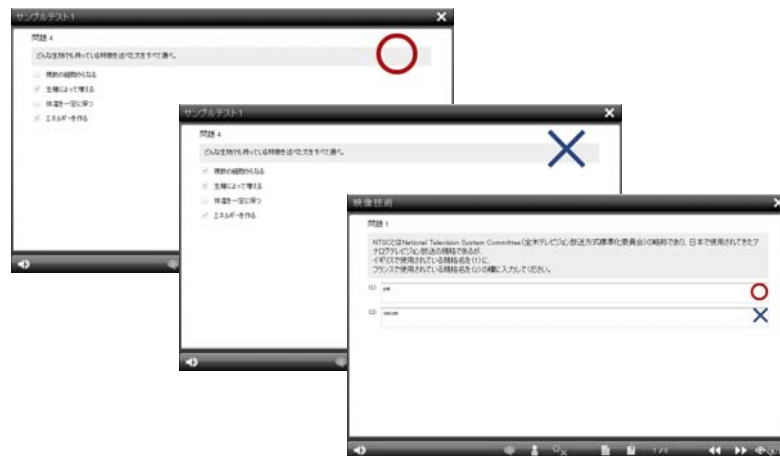 サンプルテスト1
問題 4
どんな生物でも持っている特徴を述べた文をすべて選べ。
複数の細胞からなる
生殖によって増える
体温を一定に保つ
エネルギーを作る
サンプルテスト1
問題 4
どんな生物でも持っている特徴を述べた文をすべて選べ。
複数の細胞からなる
生殖によって増える
体温を一定に保つ
エネルギーを作る
映像技術
問題 1
NTSCとはNational Television System Committee(全米テレビジョン放送方式標準化委員会)の略称であり、日本で使用されてきたア
ナログテレビジョン放送の規格であるが、
イギリスで使用されている規格名を(1)に、
フランスで使用されている規格名を(2)の欄に入力してください。
(1) pal
(2)